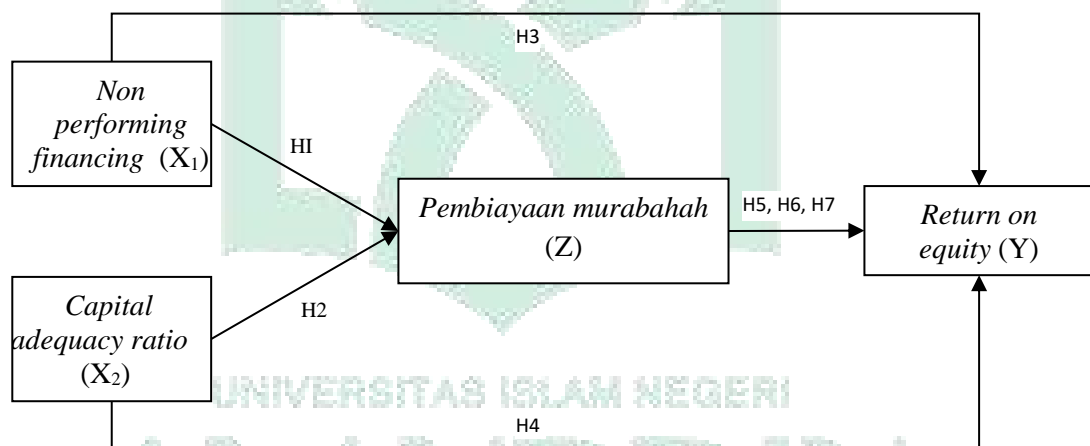 H3
Non
performing
financing (X₁)
HI
Pembiayaan murabahah
(Z)
H5, H6, H7
Return on
equity (Y)
H2
Capital
adequacy ratio
(X₂)
UNIVERSITAS ISLAM NEGERI
H4